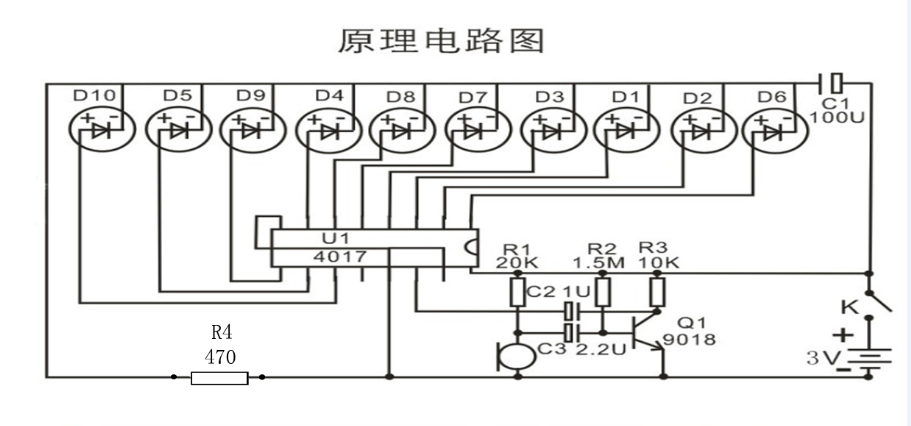 原理电路图
D10 D5 D9 D4 D8 D7 D3 D1 D2 D6
C1
100U
U1
4017
R1 R2 R3
20K 1.5M 10K
C2 1U
K
Q1
9018
C3 2.2U
3V
R4
470